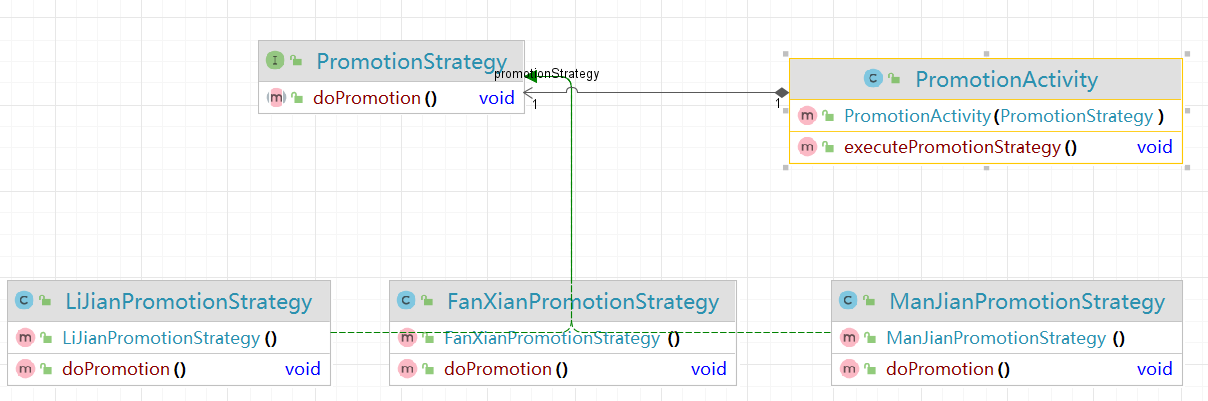 I PromotionStrategy
m doPromotion() void
promotionStrategy
1
1
C PromotionActivity
m PromotionActivity(PromotionStrategy )
m executePromotionStrategy() void
C LiJianPromotionStrategy
m LiJianPromotionStrategy ()
m doPromotion() void
C FanXianPromotionStrategy
m FanXianPromotionStrategy ()
m doPromotion() void
C ManJianPromotionStrategy
m ManJianPromotionStrategy ()
m doPromotion() void